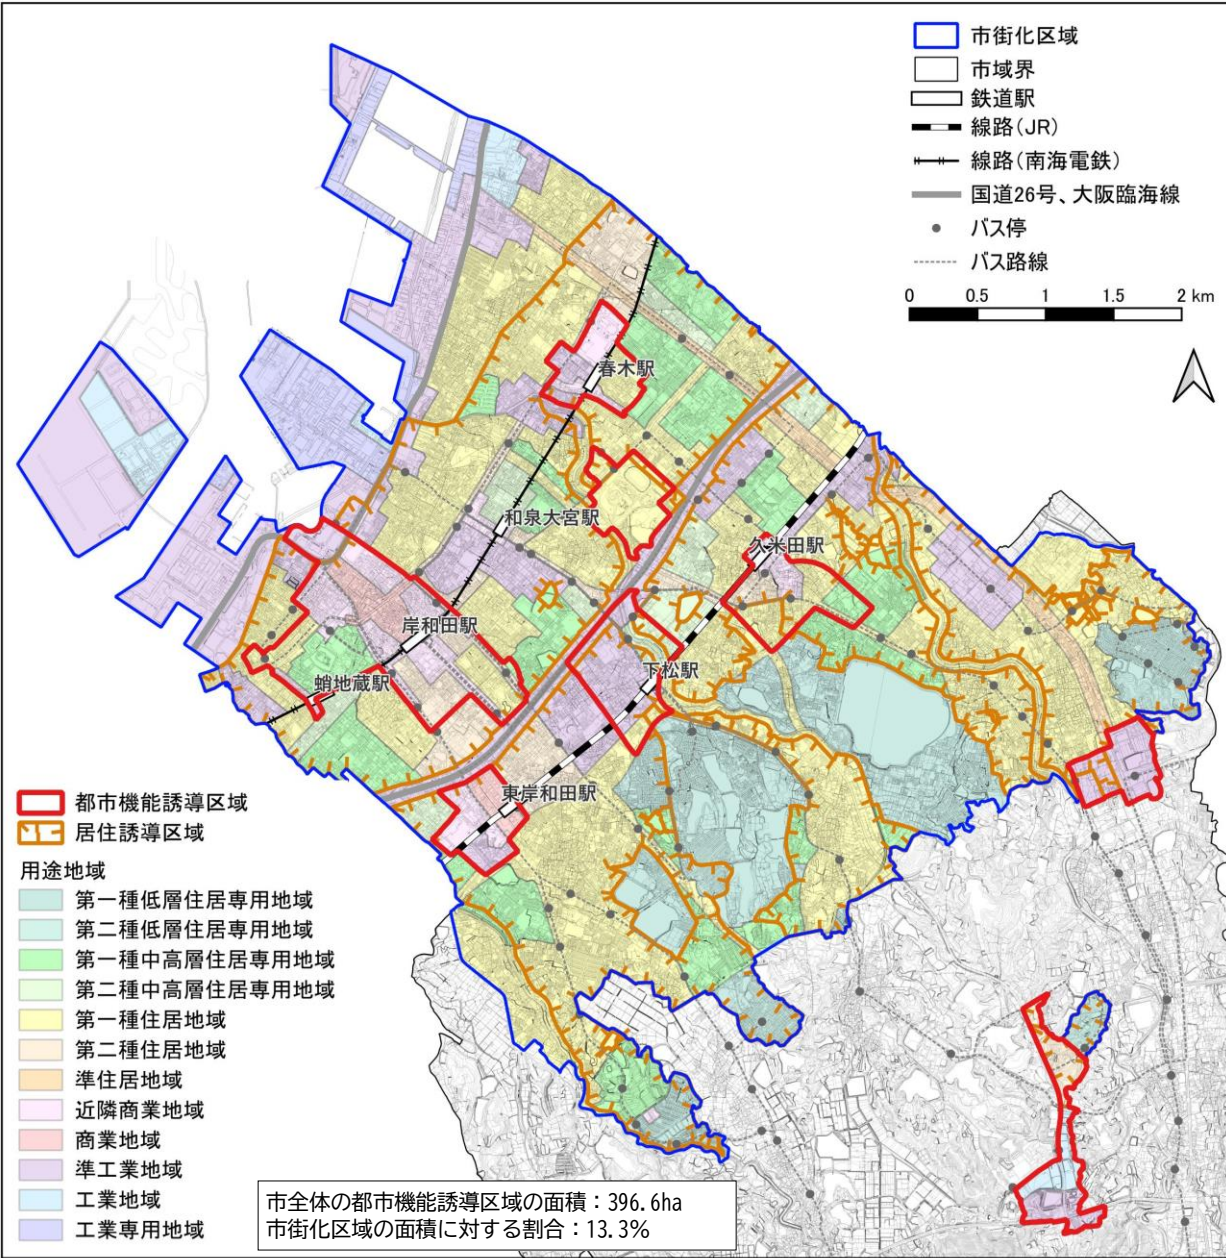 市街化区域
市域界
鉄道駅
線路(JR)
線路(南海電鉄)
国道26号、大阪臨海線
バス停
バス路線
0 0.5 1 1.5 2 km
春木駅
和泉大宮駅
久米田駅
岸和田駅
下松駅
蛸地蔵駅
東岸和田駅
都市機能誘導区域
居住誘導区域
用途地域
第一種低層住居専用地域
第二種低層住居専用地域
第一種中高層住居専用地域
第二種中高層住居専用地域
第一種住居地域
第二種住居地域
準住居地域
近隣商業地域
商業地域
準工業地域
工業地域
工業専用地域
市全体の都市機能誘導区域の面積：396.6ha
市街化区域の面積に対する割合：13.3%